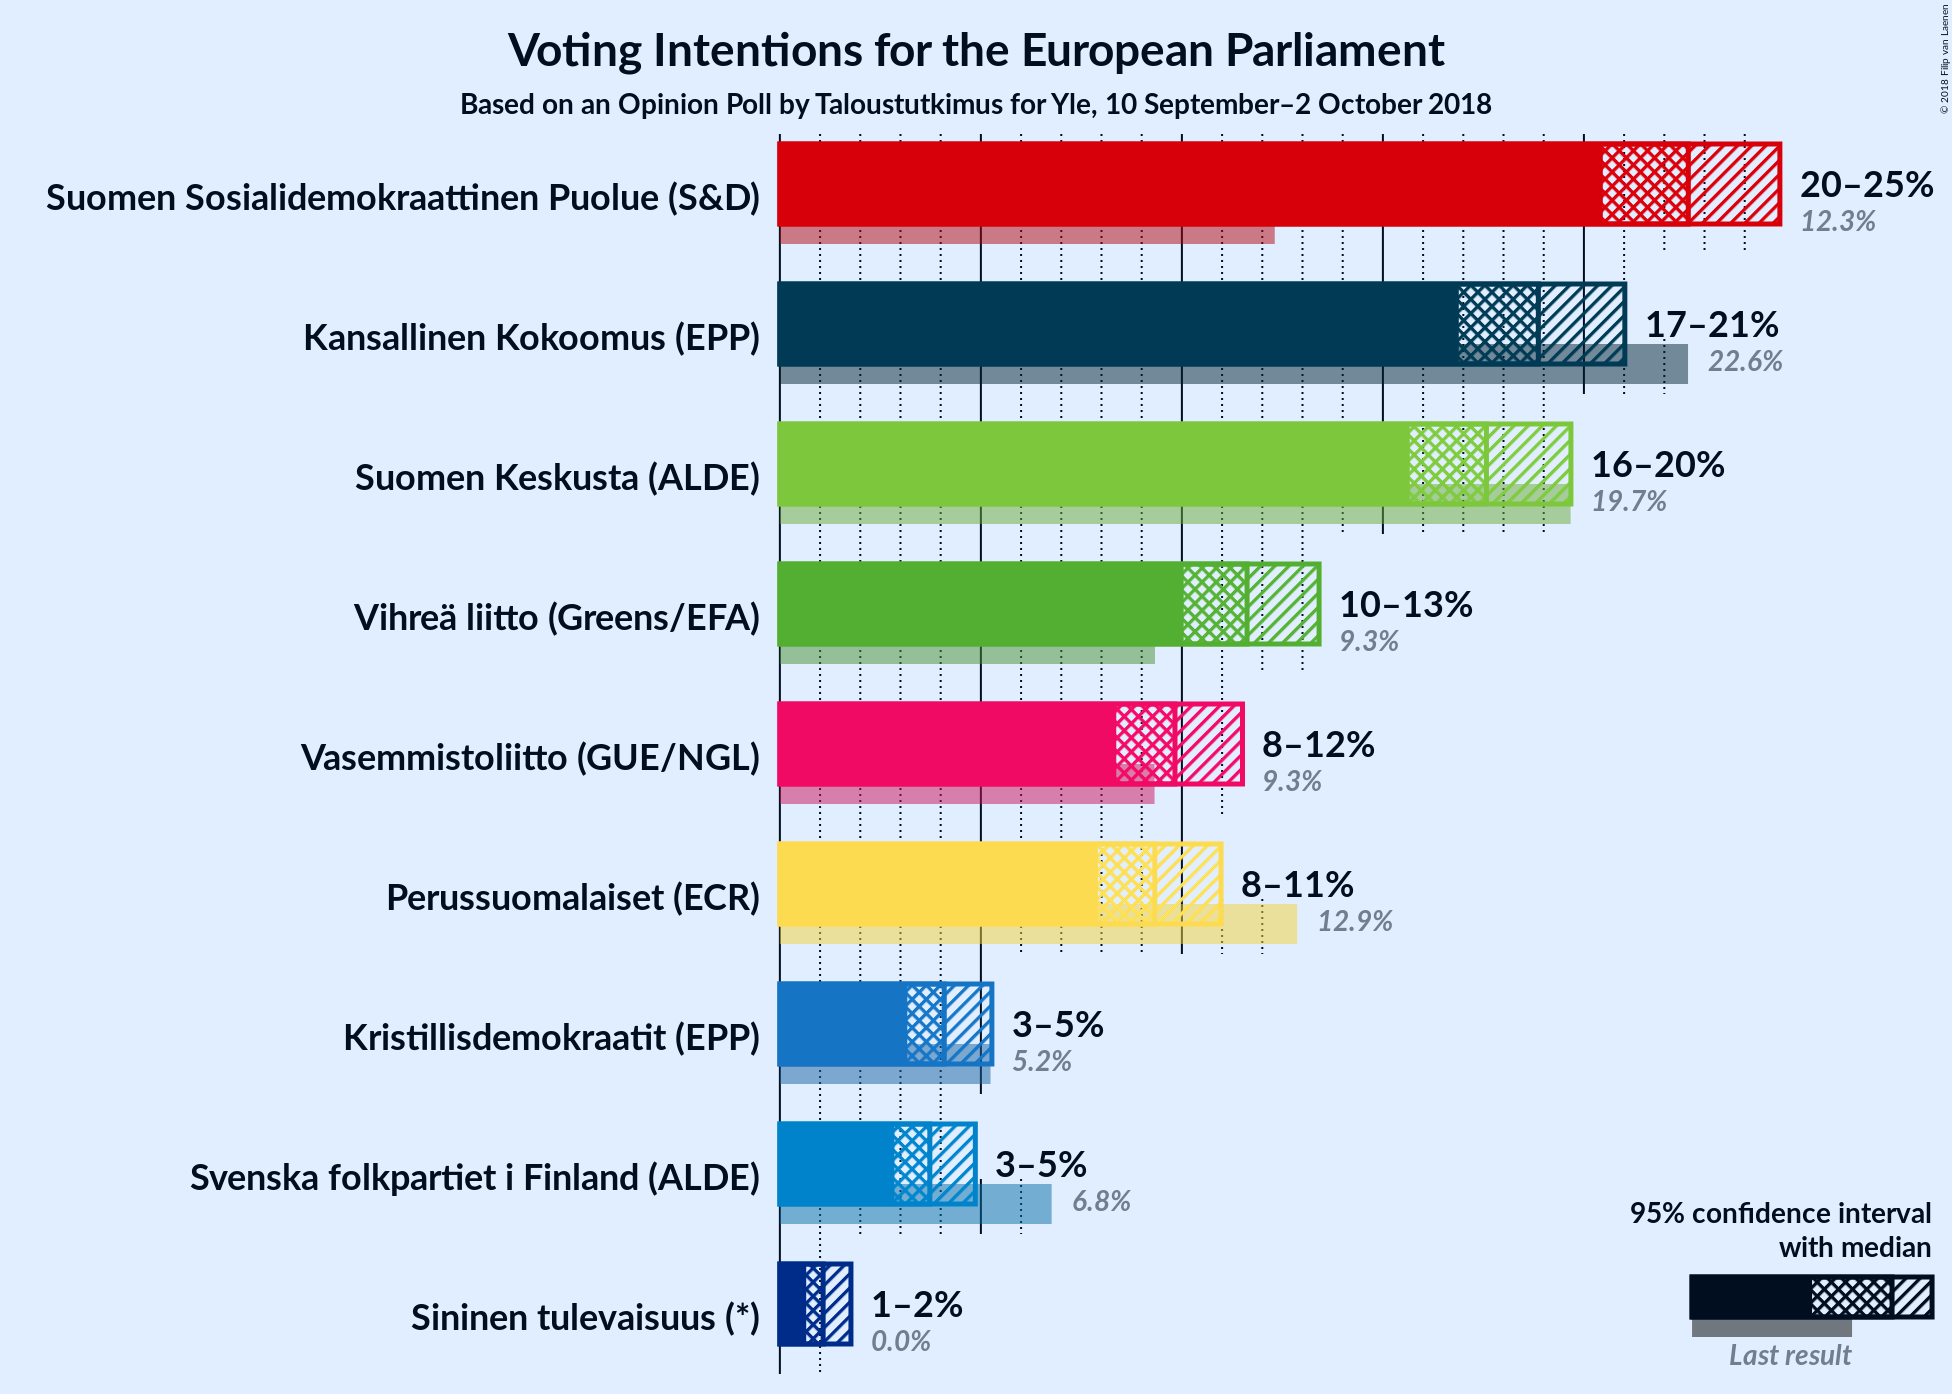 Voting Intentions for the European Parliament
Based on an Opinion Poll by Taloustutkimus for Yle, 10 September–2 October 2018
© 2018 Filip van Laenen
Suomen Sosialidemokraattinen Puolue (S&D)
20–25%
12.3%
Kansallinen Kokoomus (EPP)
17–21%
22.6%
Suomen Keskusta (ALDE)
16–20%
19.7%
Vihreä liitto (Greens/EFA)
10–13%
9.3%
Vasemmistoliitto (GUE/NGL)
8–12%
9.3%
Perussuomalaiset (ECR)
8–11%
12.9%
Kristillisdemokraatit (EPP)
3–5%
5.2%
Svenska folkpartiet i Finland (ALDE)
3–5%
6.8%
Sininen tulevaisuus (*)
1–2%
0.0%
95% confidence interval
with median
Last result